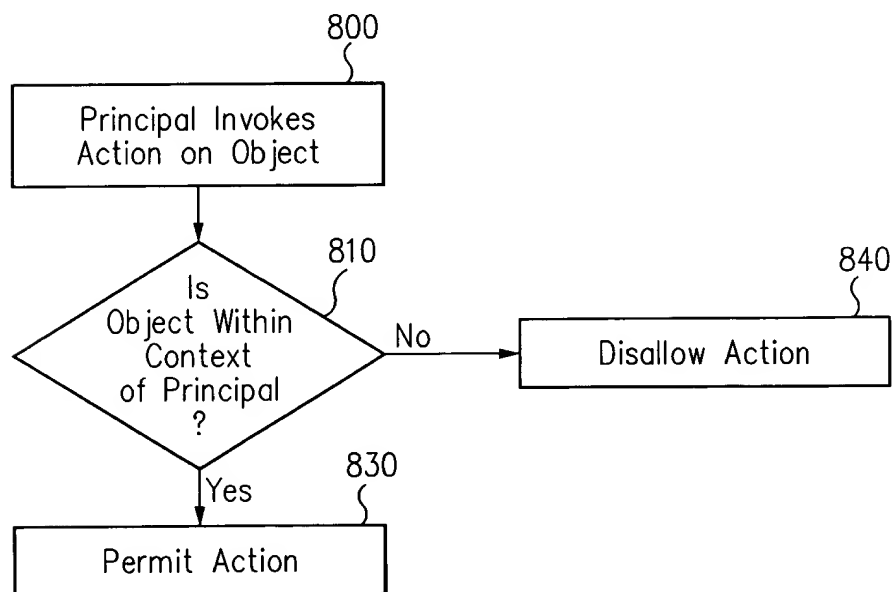 800
Principal Invokes
Action on Object
810
Is
Object Within
Context
of Principal
?
No
840
Disallow Action
Yes
830
Permit Action